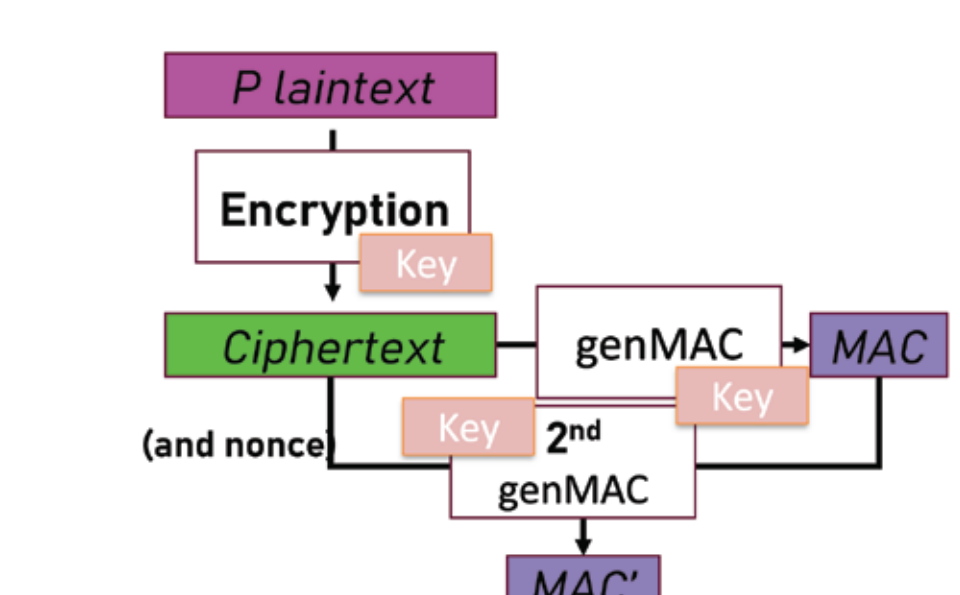 P laintext
Encryption
Key
Ciphertext
genMAC
MAC
Key
(and nonce)
Key
2nd
genMAC
MAC’